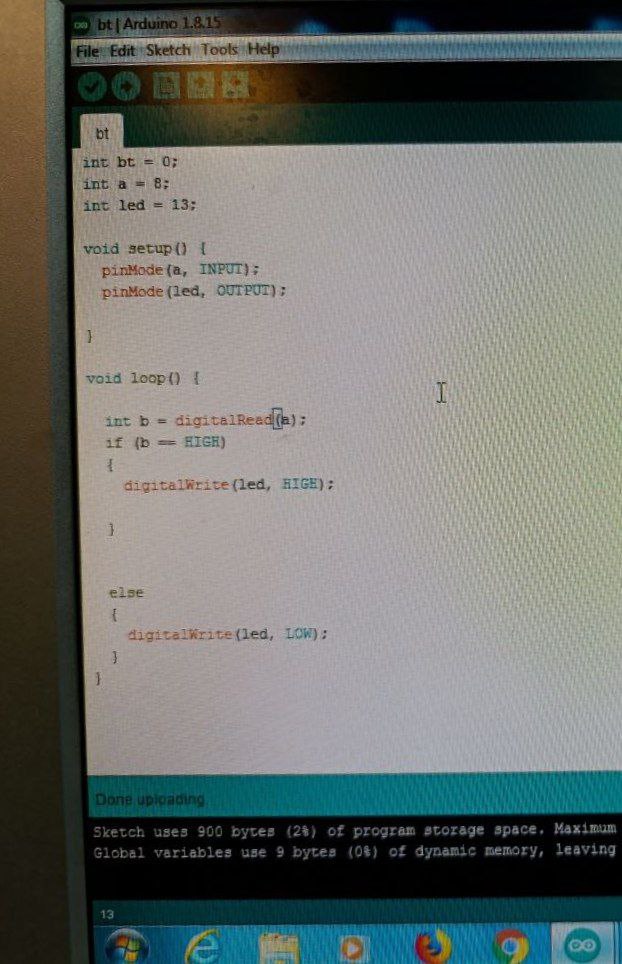 bt | Arduino 1.8.15
File Edit Sketch Tools Help
bt
int bt = 0;
int a = 8;
int led = 13;
void setup() {
pinMode(a, INPUT);
pinMode(led, OUTPUT);
}
void loop() {
int b = digitalRead(a);
if (b == HIGH)
{
digitalWrite(led, HIGH);
}
else
{
digitalWrite(led, LOW);
}
}
Done uploading.
Sketch uses 900 bytes (2%) of program storage space. Maximum
Global variables use 9 bytes (0%) of dynamic memory, leaving
13